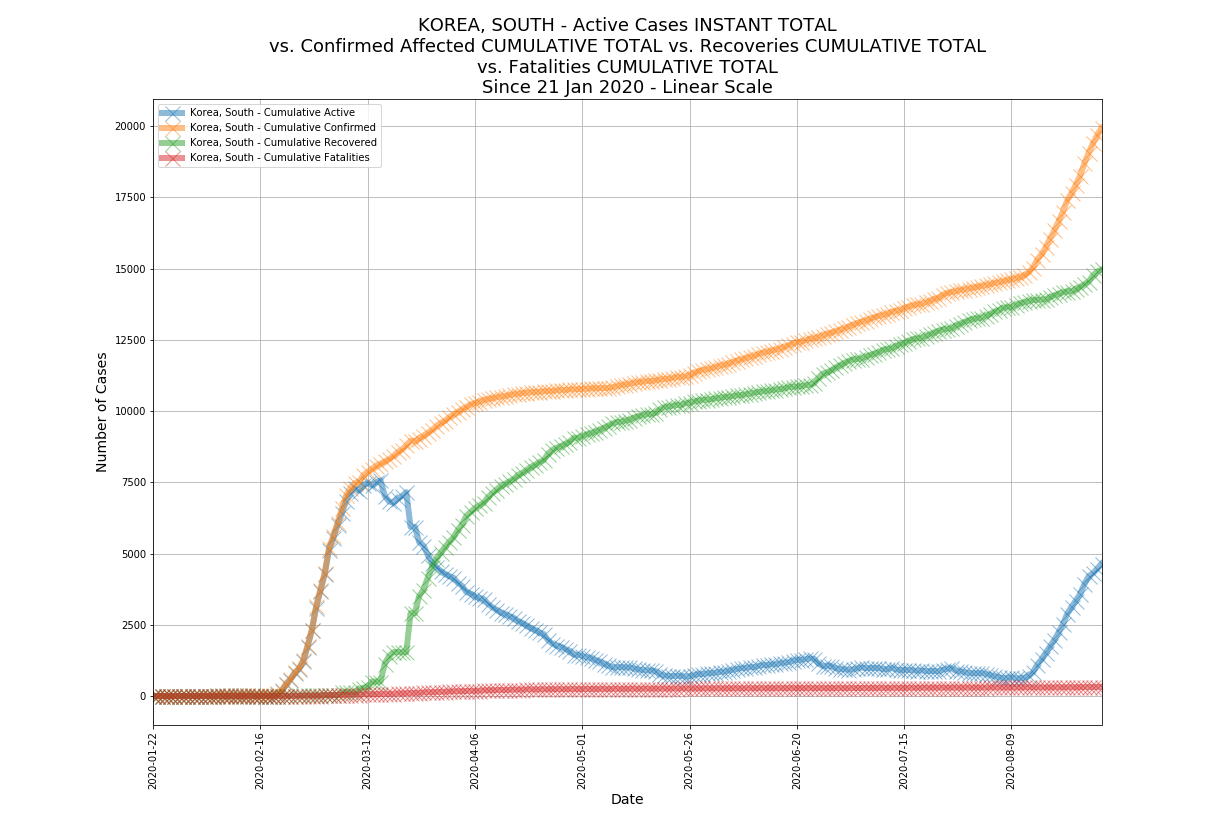 KOREA, SOUTH - Active Cases INSTANT TOTAL
vs. Confirmed Affected CUMULATIVE TOTAL vs. Recoveries CUMULATIVE TOTAL
vs. Fatalities CUMULATIVE TOTAL
Since 21 Jan 2020 - Linear Scale
Korea, South - Cumulative Active
Korea, South - Cumulative Confirmed
Korea, South - Cumulative Recovered
Korea, South - Cumulative Fatalities
20000
17500
15000
12500
10000
7500
5000
2500
0
Number of Cases
2020-01-22
2020-02-16
2020-03-12
2020-04-06
2020-05-01
2020-05-26
2020-06-20
2020-07-15
2020-08-09
Date